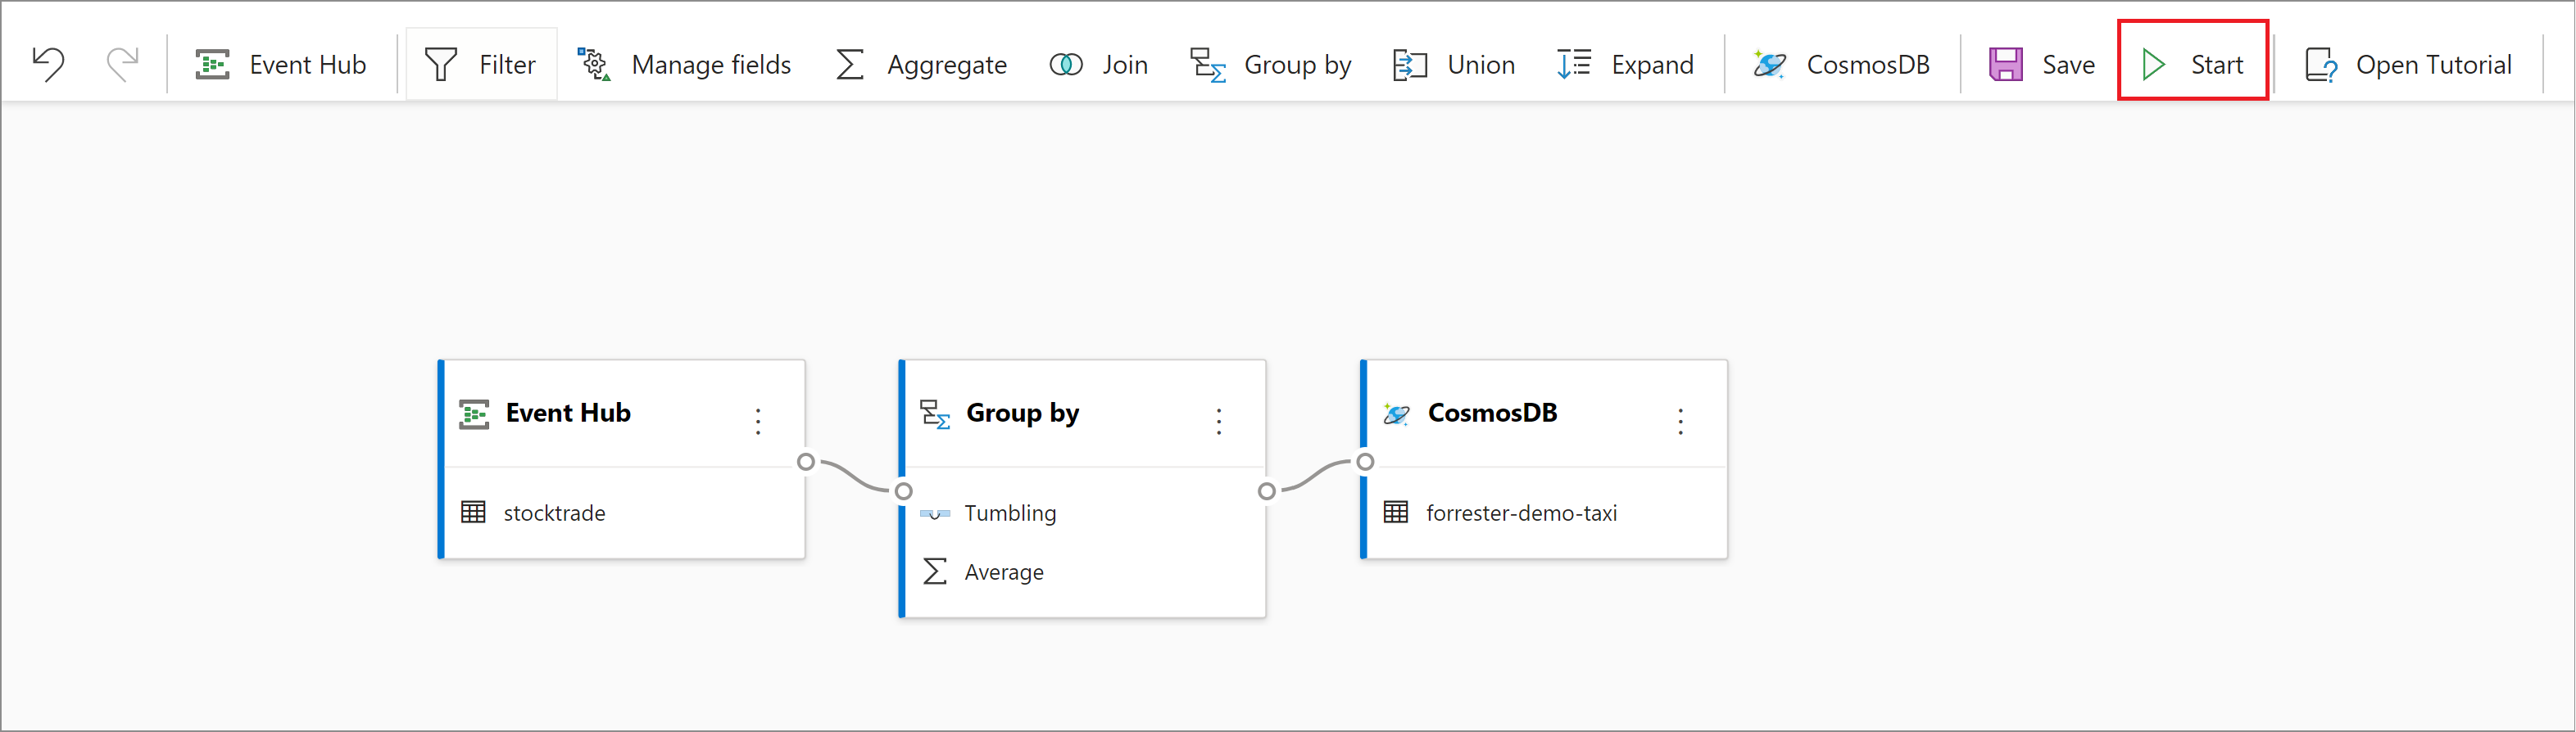 Event Hub Filter Manage fields Aggregate Join Group by Union Expand CosmosDB Save Start Open Tutorial
Event Hub
stocktrade
Group by
Tumbling
Average
CosmosDB
forrester-demo-taxi